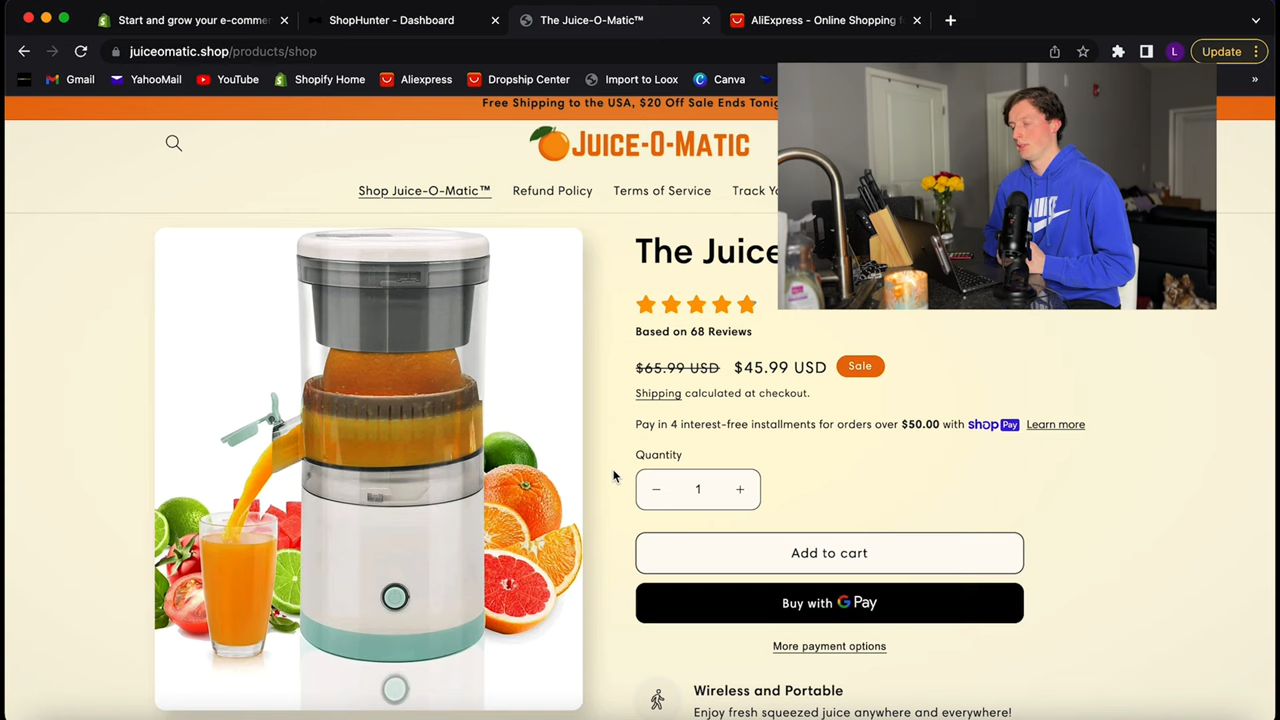 Start and grow your e-commer
ShopHunter - Dashboard
The Juice-O-Matic™
AliExpress - Online Shopping f
juiceomatic.shop/products/shop
L
Update
Gmail
YahooMail
YouTube
Shopify Home
Aliexpress
Dropship Center
Import to Loox
Canva
»
Free Shipping to the USA, $20 Off Sale Ends Tonig
JUICE-O-MATIC
Shop Juice-O-Matic™
Refund Policy
Terms of Service
Track Yo
The Juice
Based on 68 Reviews
$65.99 USD $45.99 USD Sale
Shipping calculated at checkout.
Pay in 4 interest-free installments for orders over $50.00 with shop Pay Learn more
Quantity
− 1 +
Add to cart
Buy with G Pay
More payment options
Wireless and Portable
Enjoy fresh squeezed juice anywhere and everywhere!
NIKE